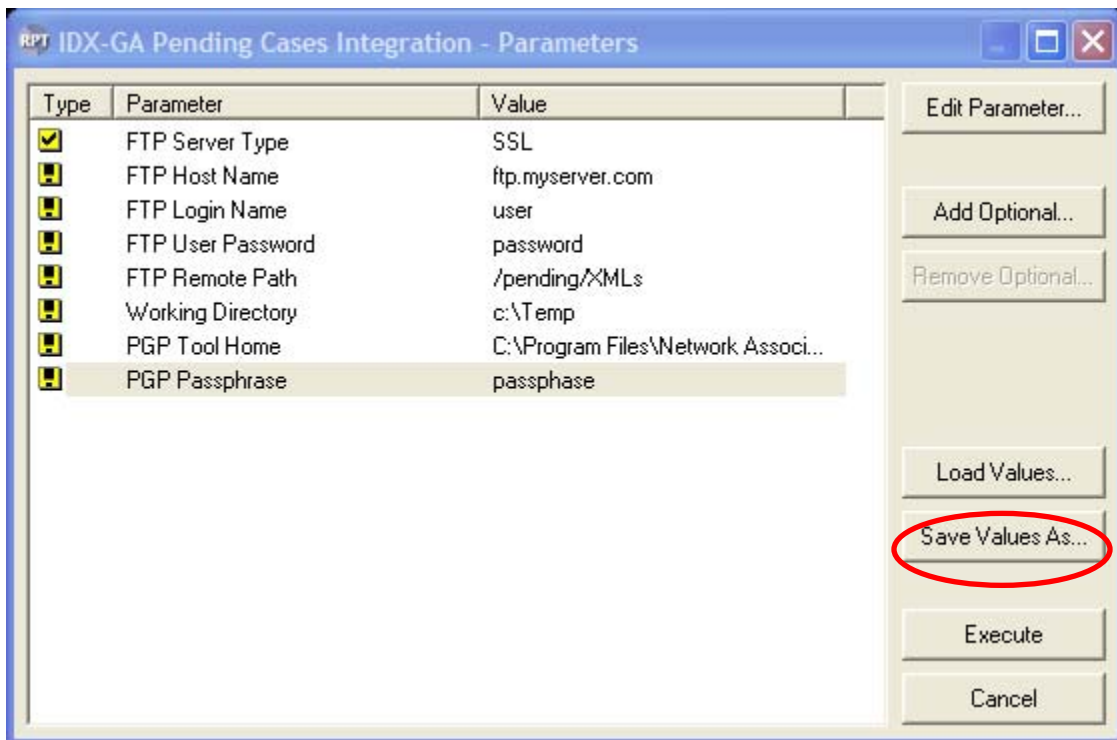 RPT IDX-GA Pending Cases Integration - Parameters
Type Parameter Value
FTP Server Type SSL
FTP Host Name ftp.myserver.com
FTP Login Name user
FTP User Password password
FTP Remote Path /pending/XMLs
Working Directory c:\Temp
PGP Tool Home C:\Program Files\Network Associ...
PGP Passphrase passphase
Edit Parameter...
Add Optional...
Remove Optional...
Load Values...
Save Values As...
Execute
Cancel